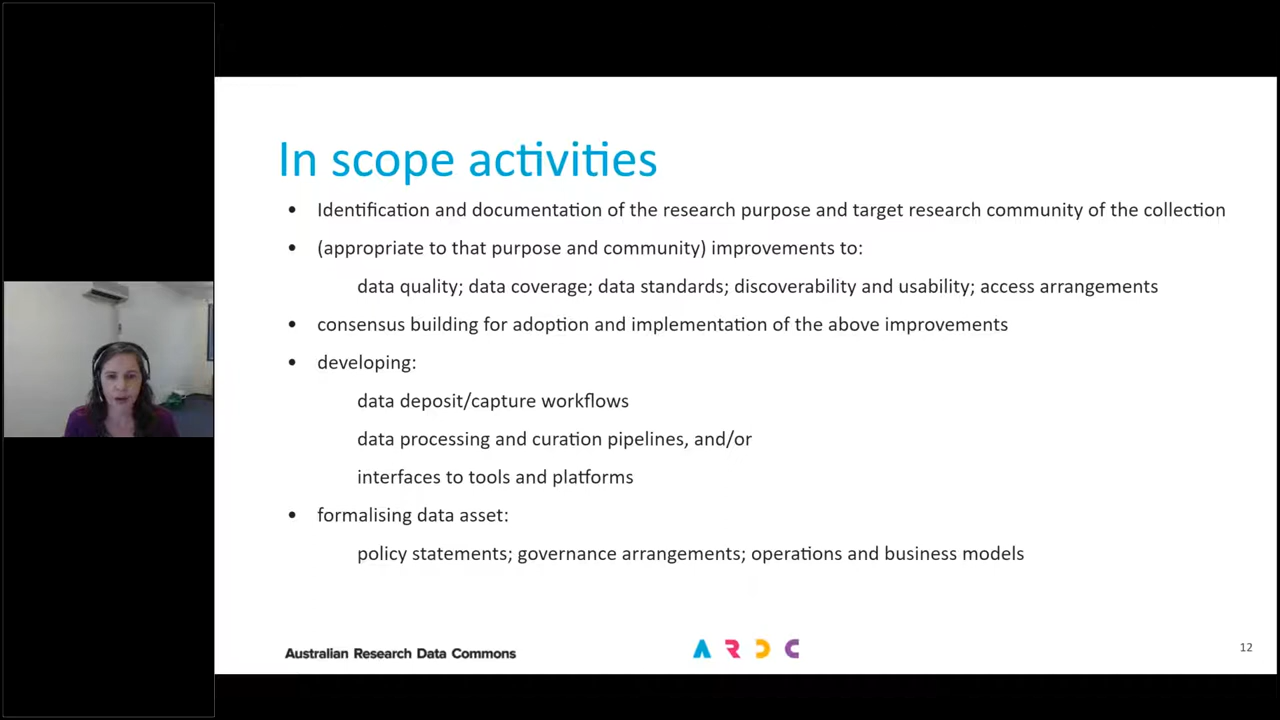 In scope activities
• Identification and documentation of the research purpose and target research community of the collection
• (appropriate to that purpose and community) improvements to:
data quality; data coverage; data standards; discoverability and usability; access arrangements
• consensus building for adoption and implementation of the above improvements
• developing:
data deposit/capture workflows
data processing and curation pipelines, and/or
interfaces to tools and platforms
• formalising data asset:
policy statements; governance arrangements; operations and business models
Australian Research Data Commons
ARDC
12